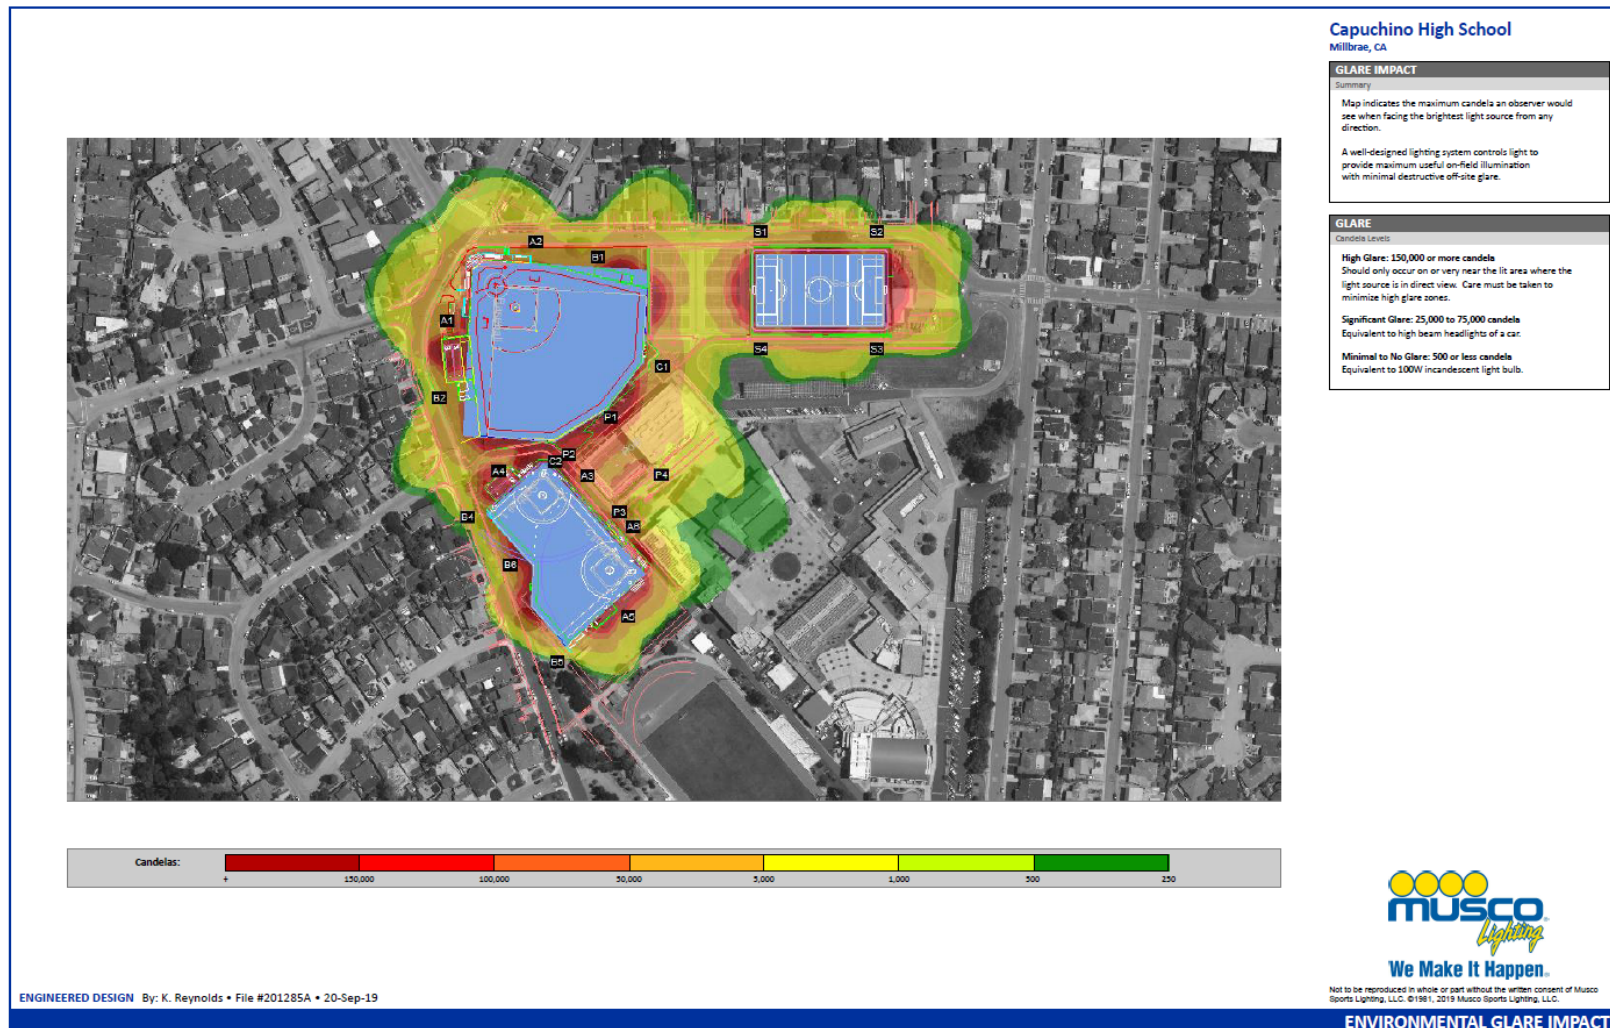 Capuchino High School
Millbrae, CA
GLARE IMPACT
Summary
Map indicates the maximum candela an observer would
see when facing the brightest light source from any
direction.
A well-designed lighting system controls light to
provide maximum useful on-field illumination
with minimal destructive off-site glare.
GLARE
Candela Levels
High Glare: 150,000 or more candela
Should only occur on or very near the lit area where the
light source is in direct view. Care must be taken to
minimize high glare zones.
Significant Glare: 25,000 to 75,000 candela
Equivalent to high beam headlights of a car.
Minimal to No Glare: 500 or less candela
Equivalent to 100W incandescent light bulb.
S1 S2
A2
B1
A1
S4 S3
C1
B2
P1
P2
C2
A4 A3 P4
P3
B4
A6
B6
A5
B5
Candelas:
+ 150,000 100,000 50,000 5,000 1,000 500 250
musco
Lighting
We Make It Happen.
Not to be reproduced in whole or part without the written consent of Musco
Sports Lighting, LLC. ©1981, 2019 Musco Sports Lighting, LLC.
ENGINEERED DESIGN By: K. Reynolds • File #201285A • 20-Sep-19
ENVIRONMENTAL GLARE IMPACT